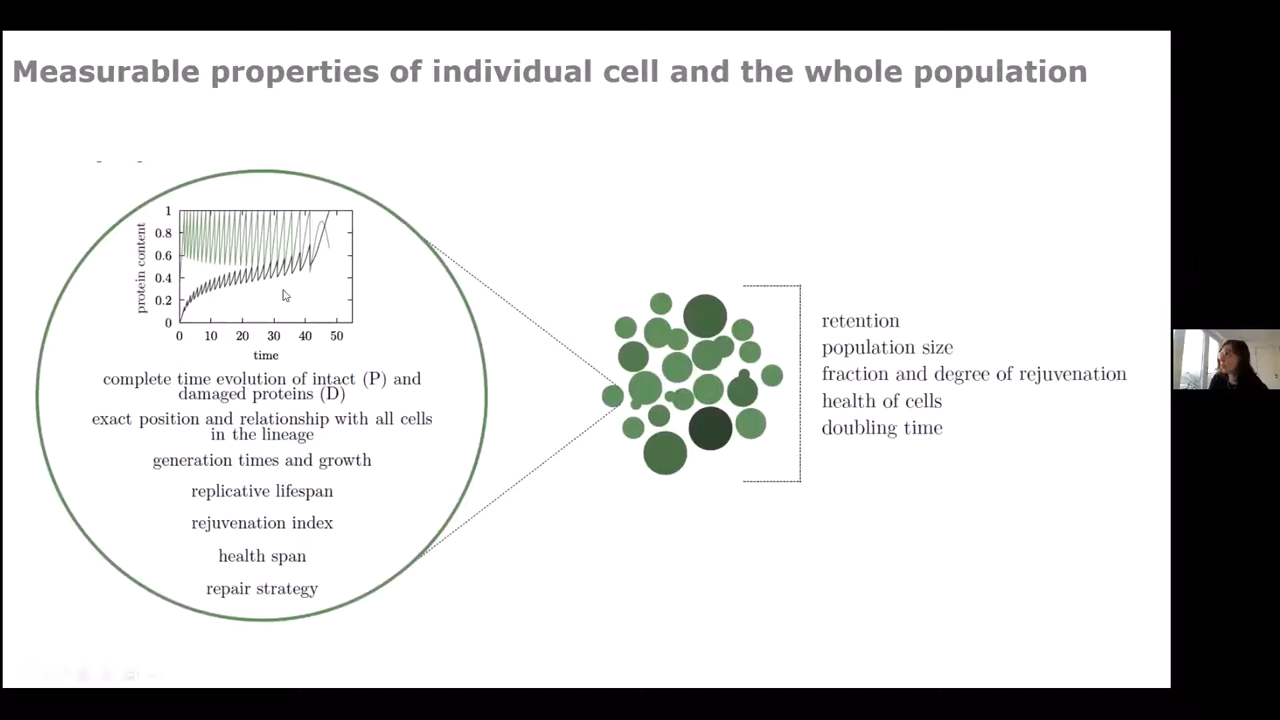 Measurable properties of individual cell and the whole population
1
0.8
0.6
0.4
0.2
0
protein content
0 10 20 30 40 50
time
complete time evolution of intact (P) and
damaged proteins (D)
exact position and relationship with all cells
in the lineage
generation times and growth
replicative lifespan
rejuvenation index
health span
repair strategy
retention
population size
fraction and degree of rejuvenation
health of cells
doubling time